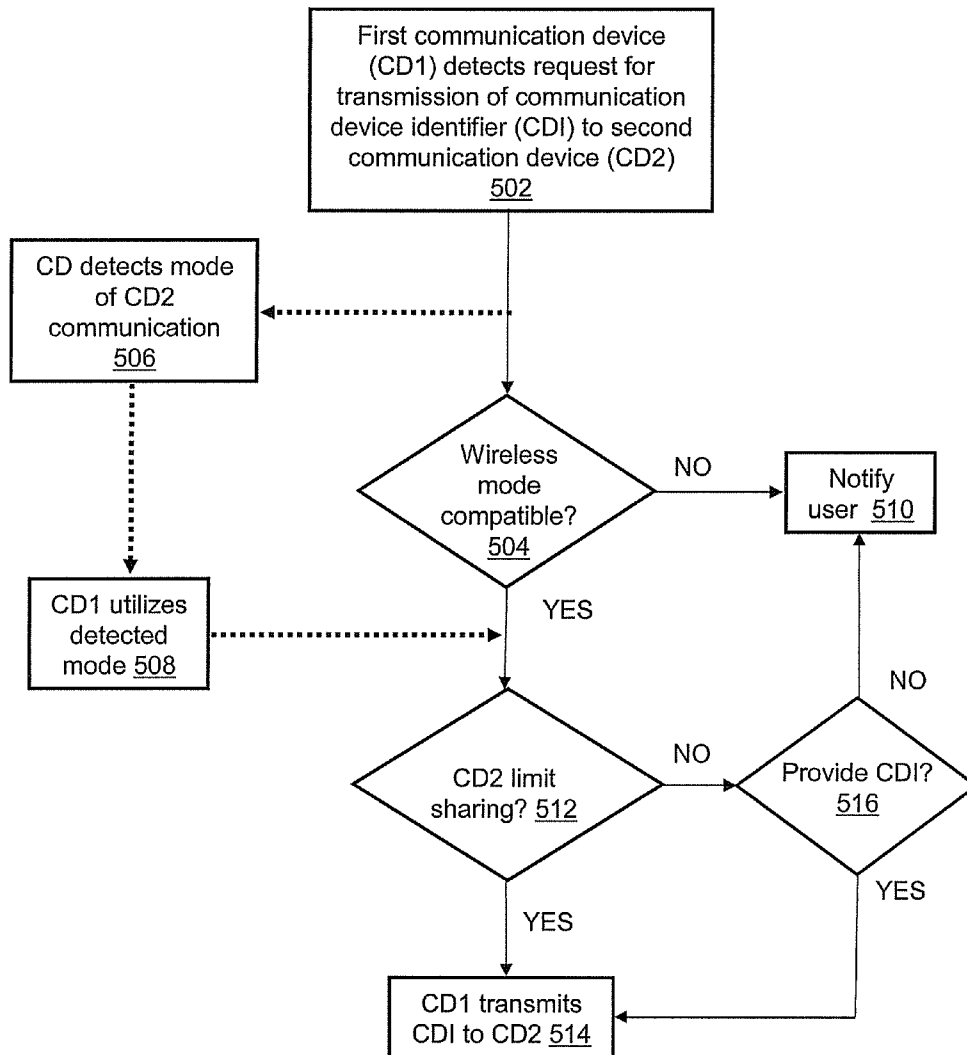 First communication device
(CD1) detects request for
transmission of communication
device identifier (CDI) to second
communication device (CD2)
502
CD detects mode
of CD2
communication
506
Wireless
mode
compatible?
504
NO
Notify
user 510
YES
CD1 utilizes
detected
mode 508
NO
CD2 limit
sharing? 512
NO
Provide CDI?
516
YES
YES
CD1 transmits
CDI to CD2 514